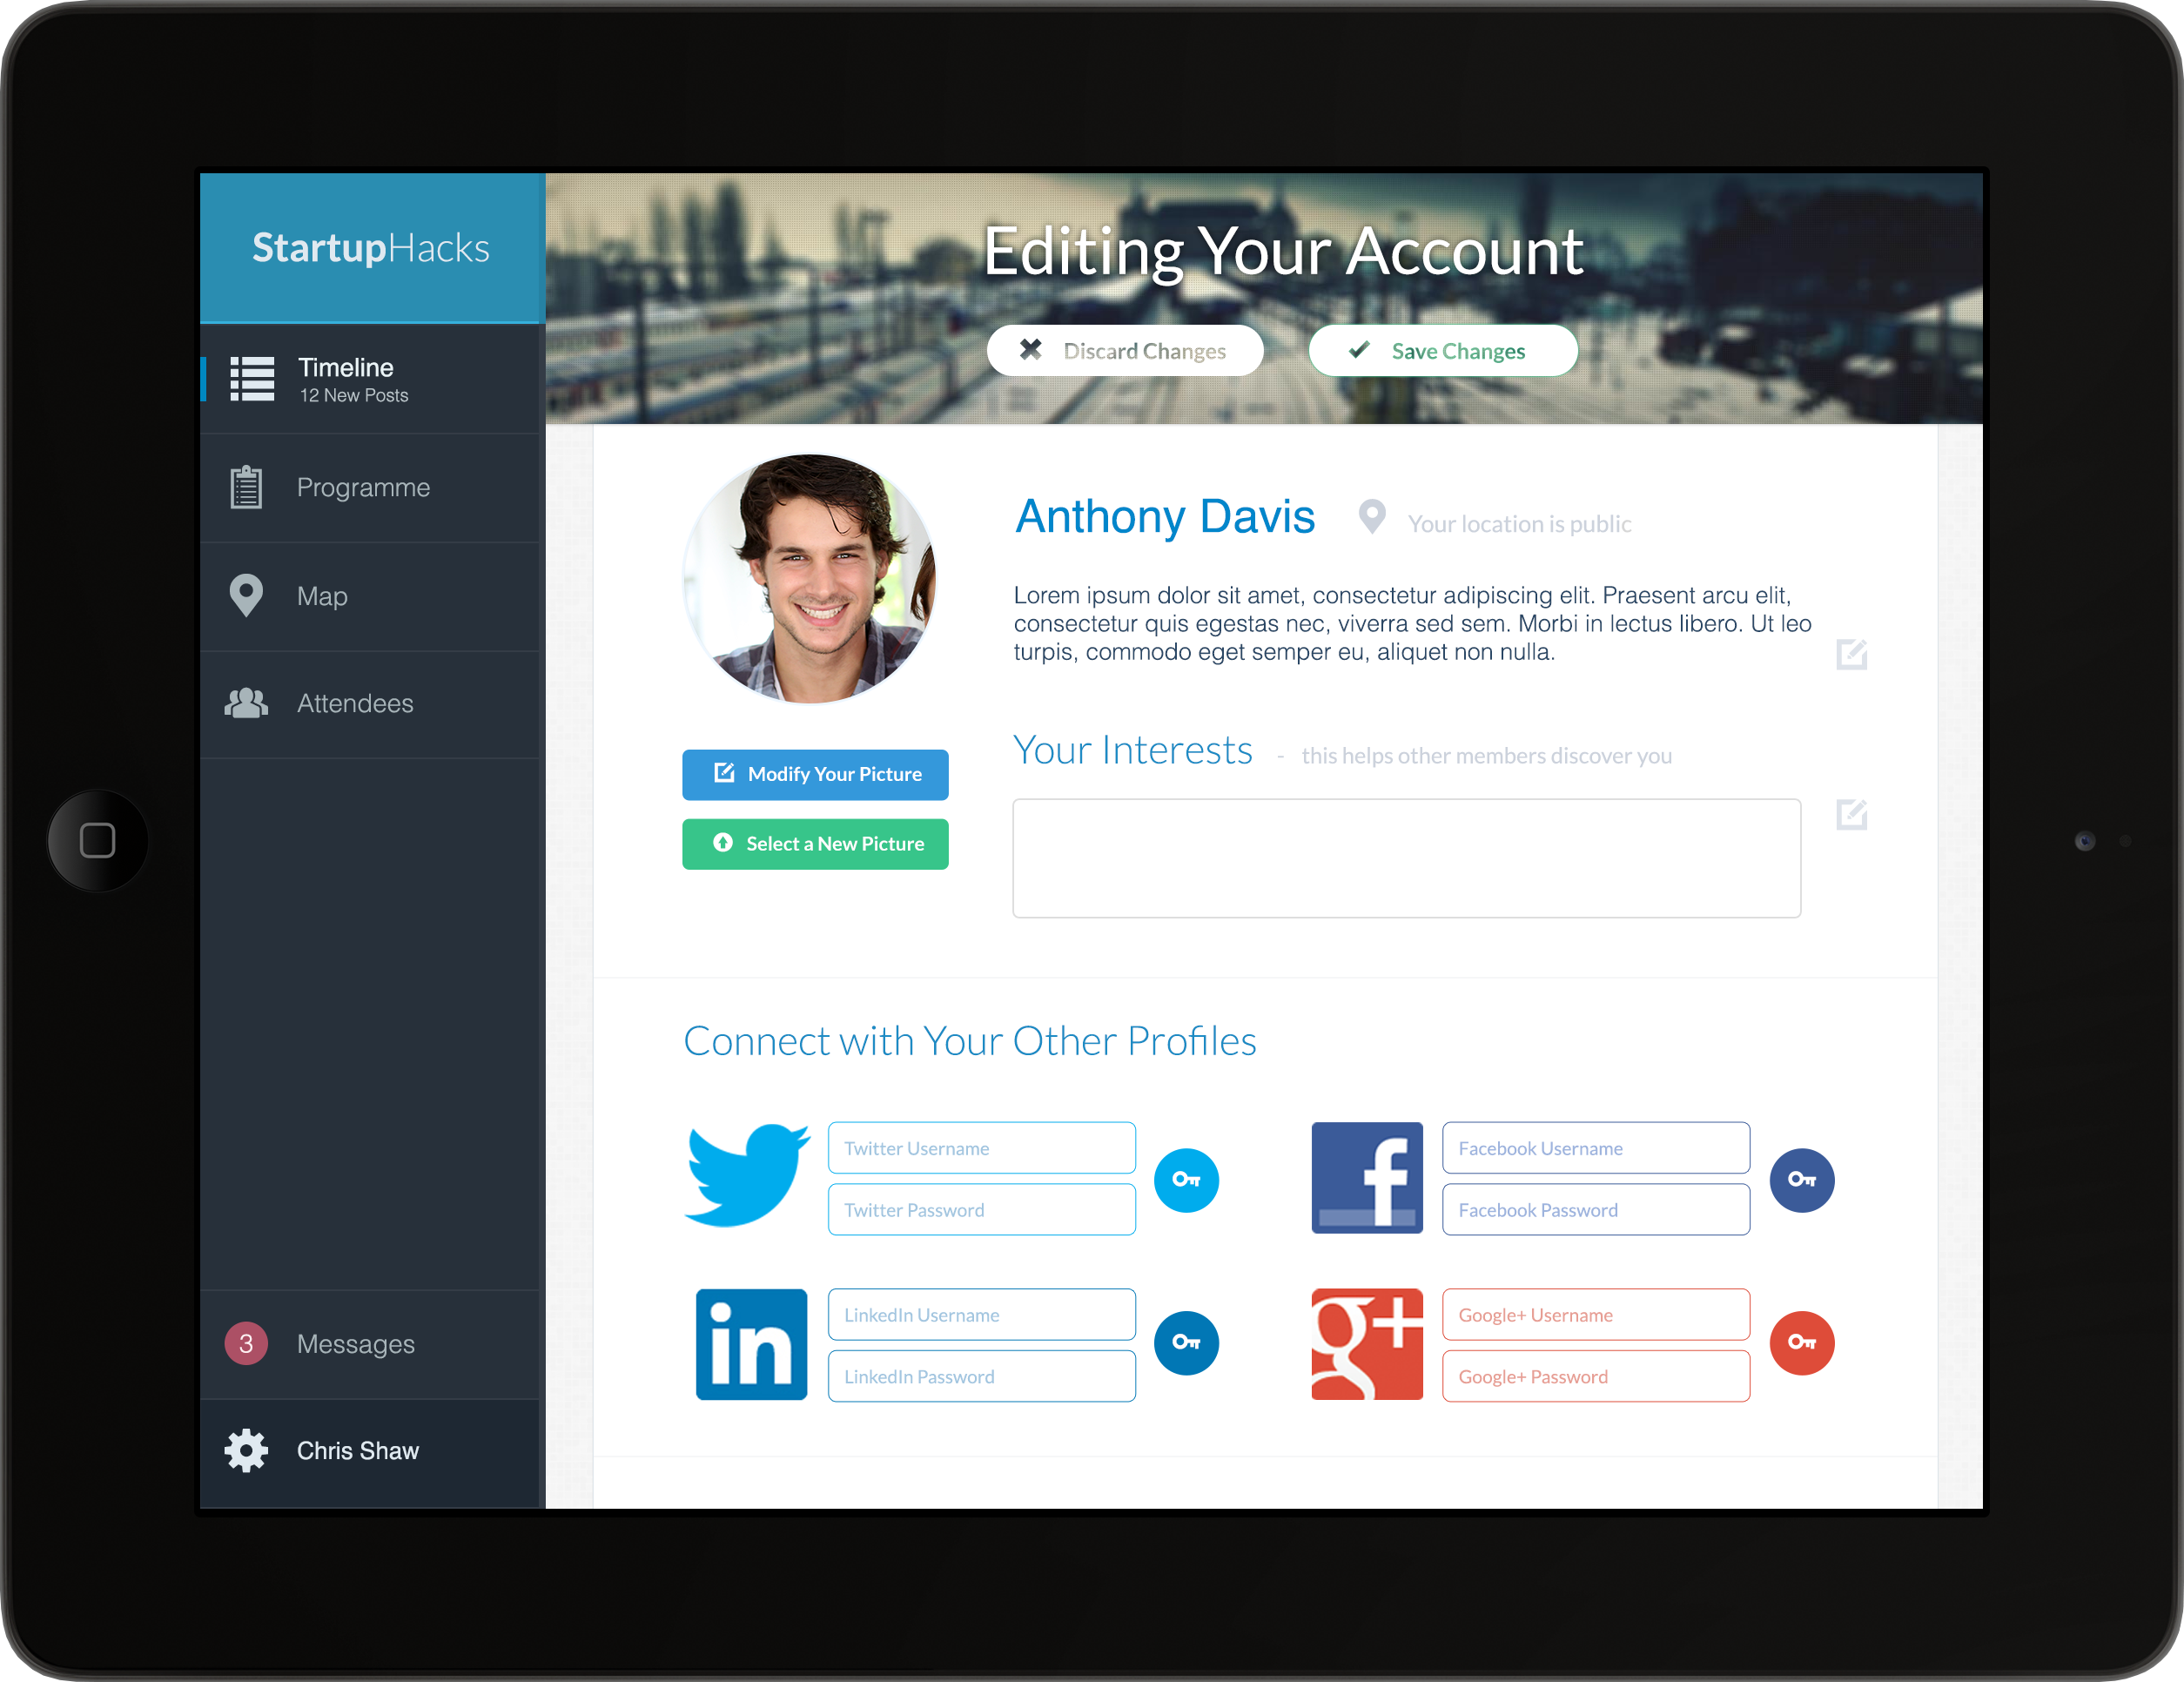 StartupHacks
Editing Your Account
Discard Changes
Save Changes
Timeline
12 New Posts
Programme
Map
Attendees
Anthony Davis
Your location is public
Lorem ipsum dolor sit amet, consectetur adipiscing elit. Praesent arcu elit,
consectetur quis egestas nec, viverra sed sem. Morbi in lectus libero. Ut leo
turpis, commodo eget semper eu, aliquet non nulla.
Modify Your Picture
Select a New Picture
Your Interests - this helps other members discover you
Connect with Your Other Profiles
Twitter Username
Twitter Password
f
Facebook Username
Facebook Password
in
LinkedIn Username
LinkedIn Password
g+
Google+ Username
Google+ Password
3 Messages
Chris Shaw